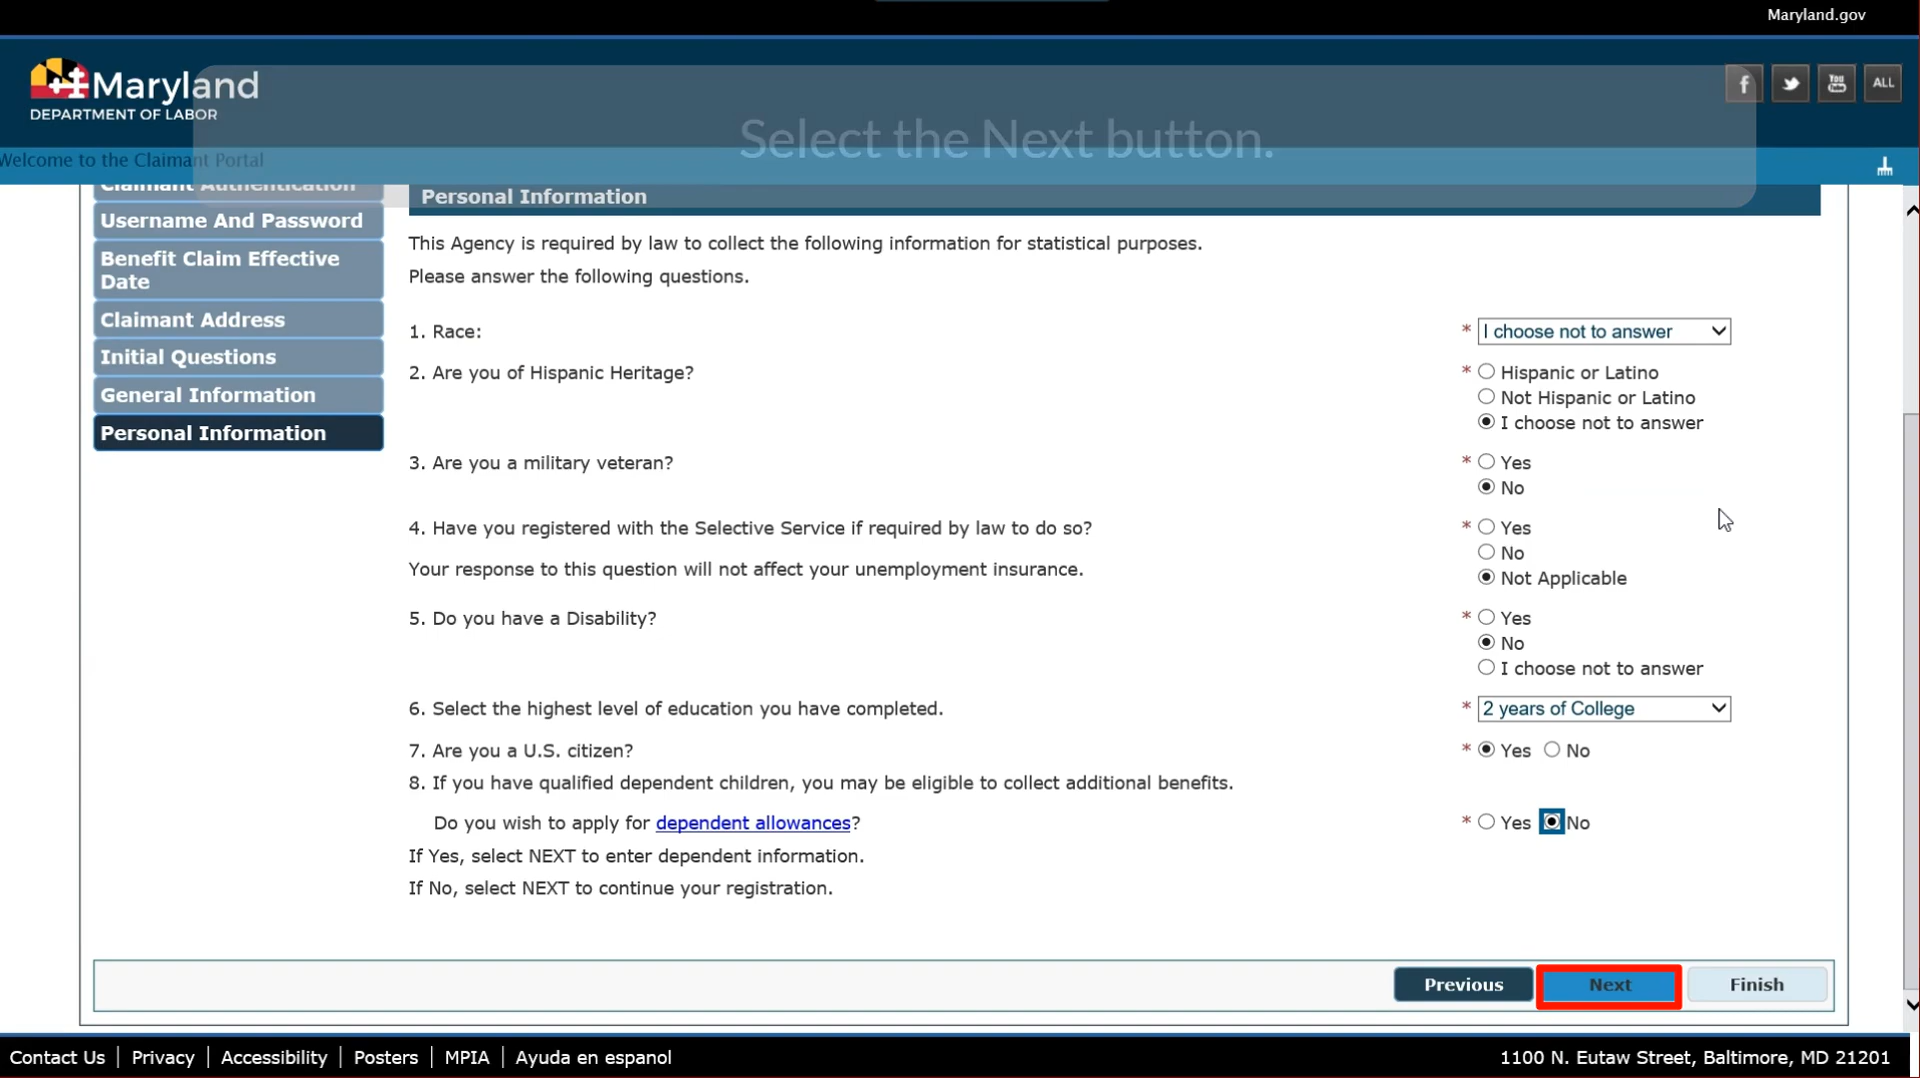 Maryland.gov
Maryland
DEPARTMENT OF LABOR
f
You
ALL
Select the Next button.
Welcome to the Claimant Portal
Claimant Authentication
Username And Password
Benefit Claim Effective
Date
Claimant Address
Initial Questions
General Information
Personal Information
Personal Information
This Agency is required by law to collect the following information for statistical purposes.
Please answer the following questions.
1. Race:
* I choose not to answer
2. Are you of Hispanic Heritage?
* Hispanic or Latino
Not Hispanic or Latino
I choose not to answer
3. Are you a military veteran?
* Yes
No
4. Have you registered with the Selective Service if required by law to do so?
* Yes
No
Your response to this question will not affect your unemployment insurance.
Not Applicable
5. Do you have a Disability?
* Yes
No
I choose not to answer
6. Select the highest level of education you have completed.
* 2 years of College
7. Are you a U.S. citizen?
* Yes No
8. If you have qualified dependent children, you may be eligible to collect additional benefits.
Do you wish to apply for dependent allowances?
* Yes No
If Yes, select NEXT to enter dependent information.
If No, select NEXT to continue your registration.
Previous
Next
Finish
Contact Us | Privacy | Accessibility | Posters | MPIA | Ayuda en espanol
1100 N. Eutaw Street, Baltimore, MD 21201